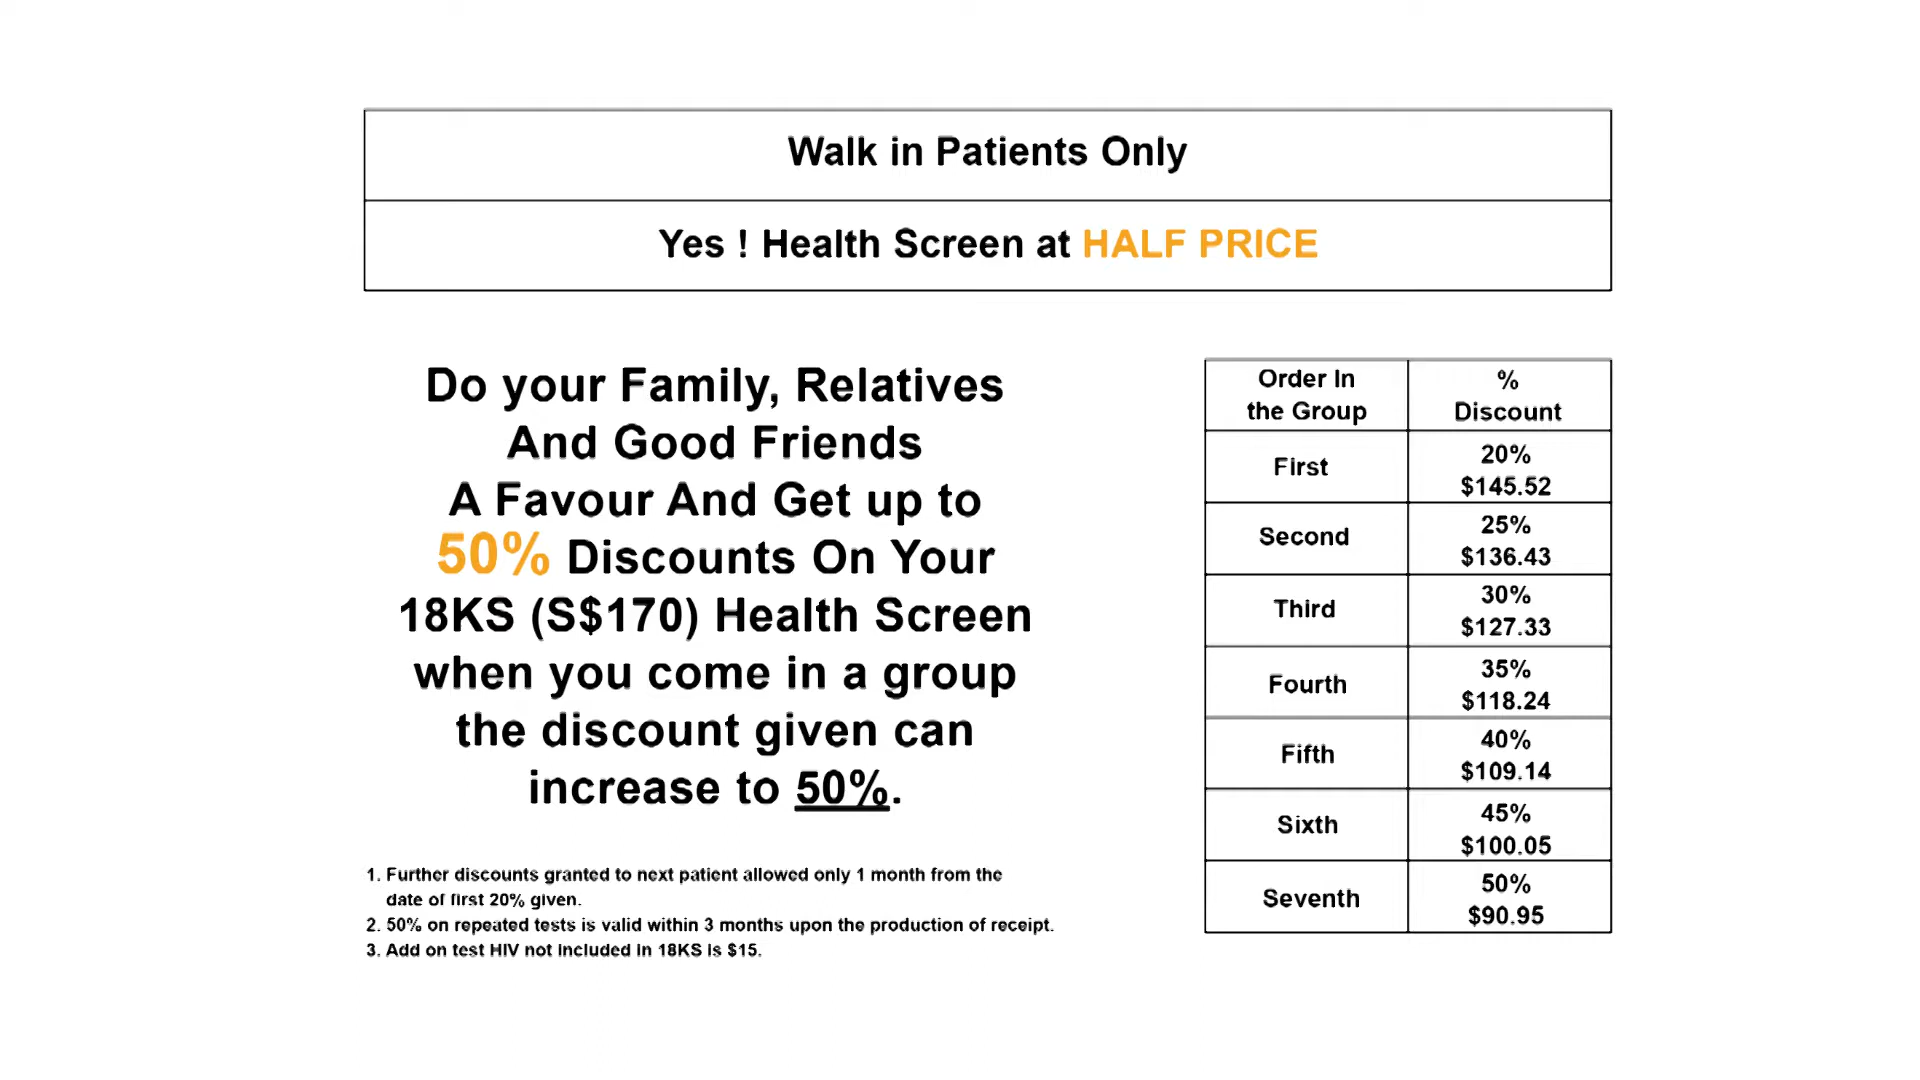 Walk in Patients Only
Yes ! Health Screen at HALF PRICE
Do your Family, Relatives
And Good Friends
A Favour And Get up to
50% Discounts On Your
18KS (S$170) Health Screen
when you come in a group
the discount given can
increase to 50%.
1. Further discounts granted to next patient allowed only 1 month from the
date of first 20% given.
2. 50% on repeated tests is valid within 3 months upon the production of receipt.
3. Add on test HIV not included in 18KS is $15.
Order In
the Group
%
Discount
First
20%
$145.52
Second
25%
$136.43
Third
30%
$127.33
Fourth
35%
$118.24
Fifth
40%
$109.14
Sixth
45%
$100.05
Seventh
50%
$90.95